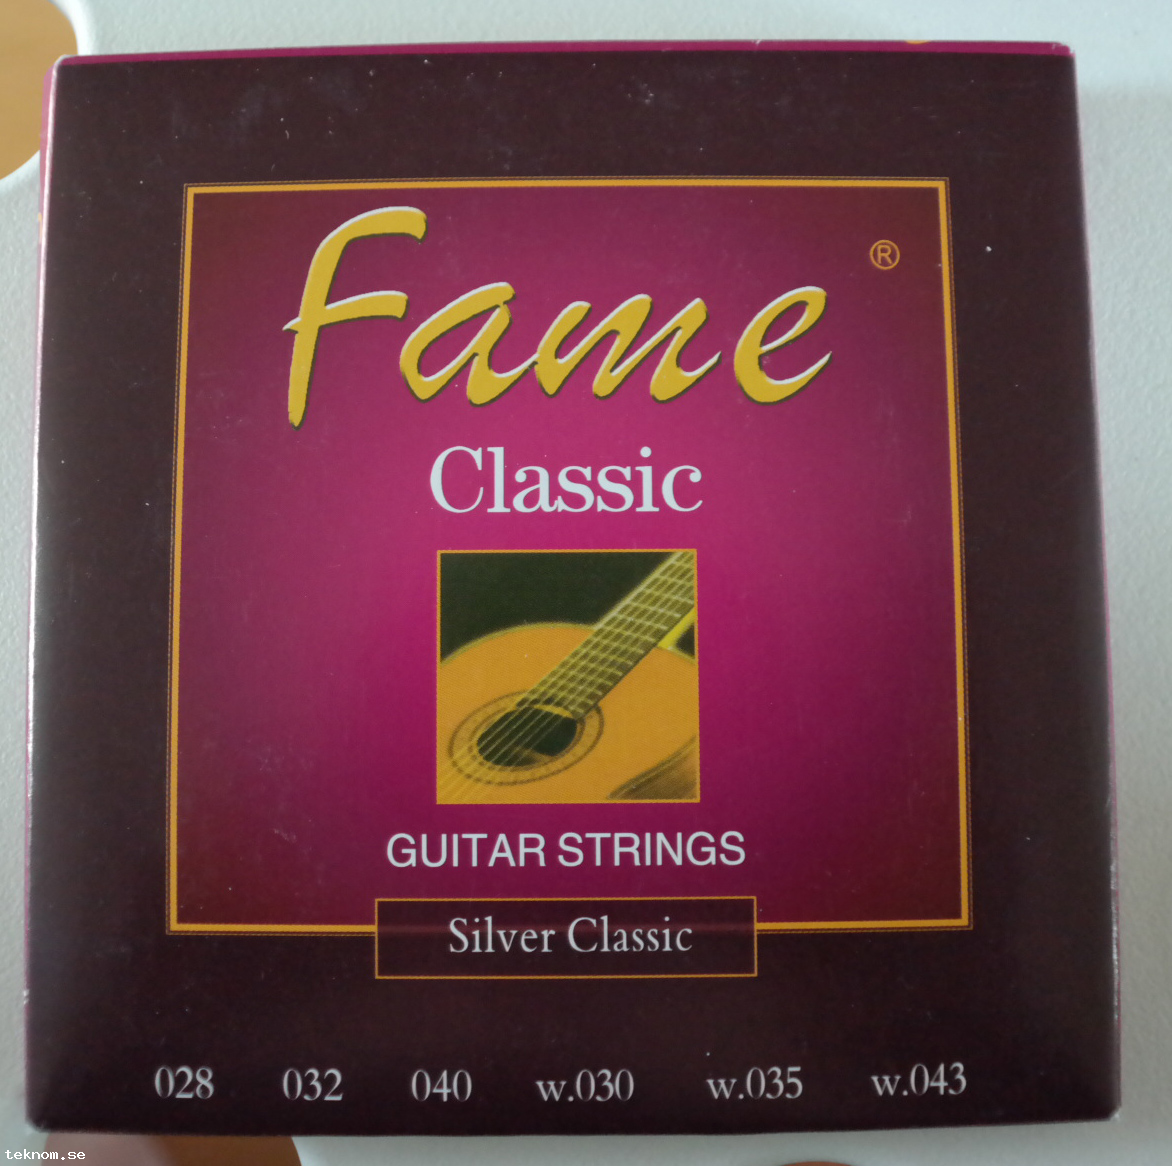 Fame ®
Classic
GUITAR STRINGS
Silver Classic
028 032 040 w.030 w.035 w.043
teknom.se